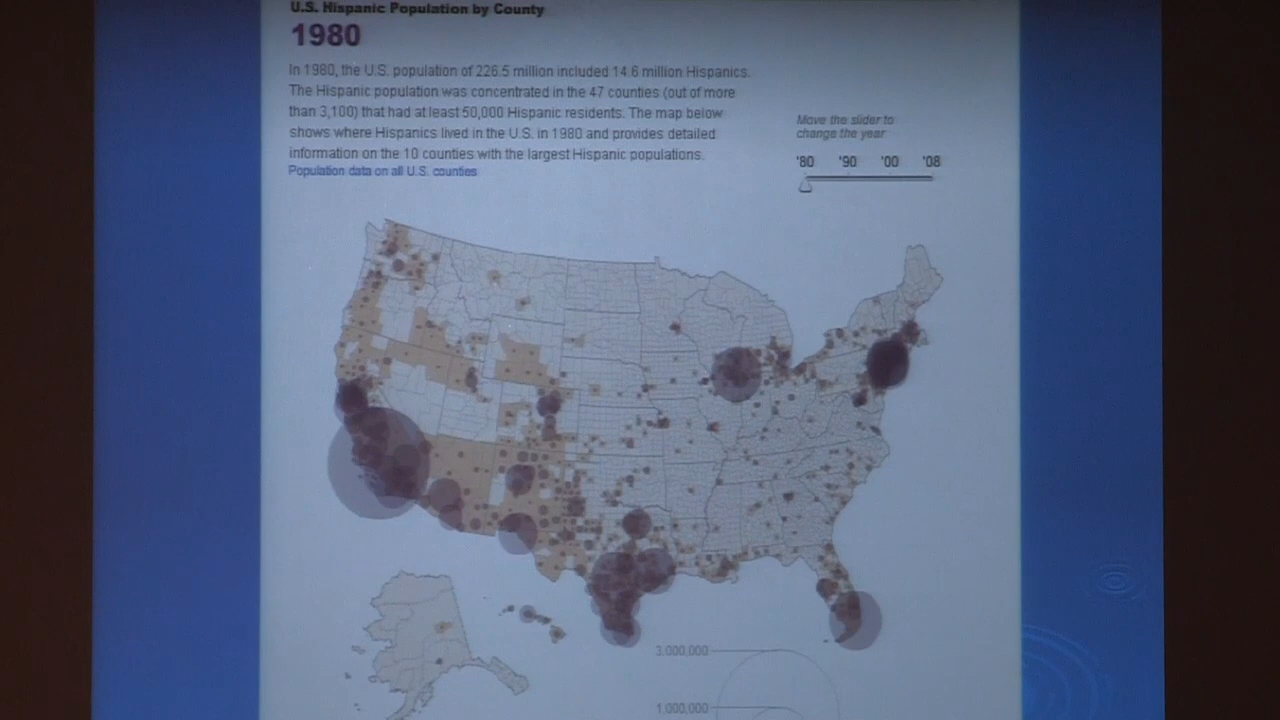 U.S. Hispanic Population by County
1980
In 1980, the U.S. population of 226.5 million included 14.6 million Hispanics.
The Hispanic population was concentrated in the 47 counties (out of more
than 3,100) that had at least 50,000 Hispanic residents. The map below
shows where Hispanics lived in the U.S. in 1980 and provides detailed
information on the 10 counties with the largest Hispanic populations.
Population data on all U.S. counties
Move the slider to
change the year
'80 '90 '00 '08
3,000,000
1,000,000